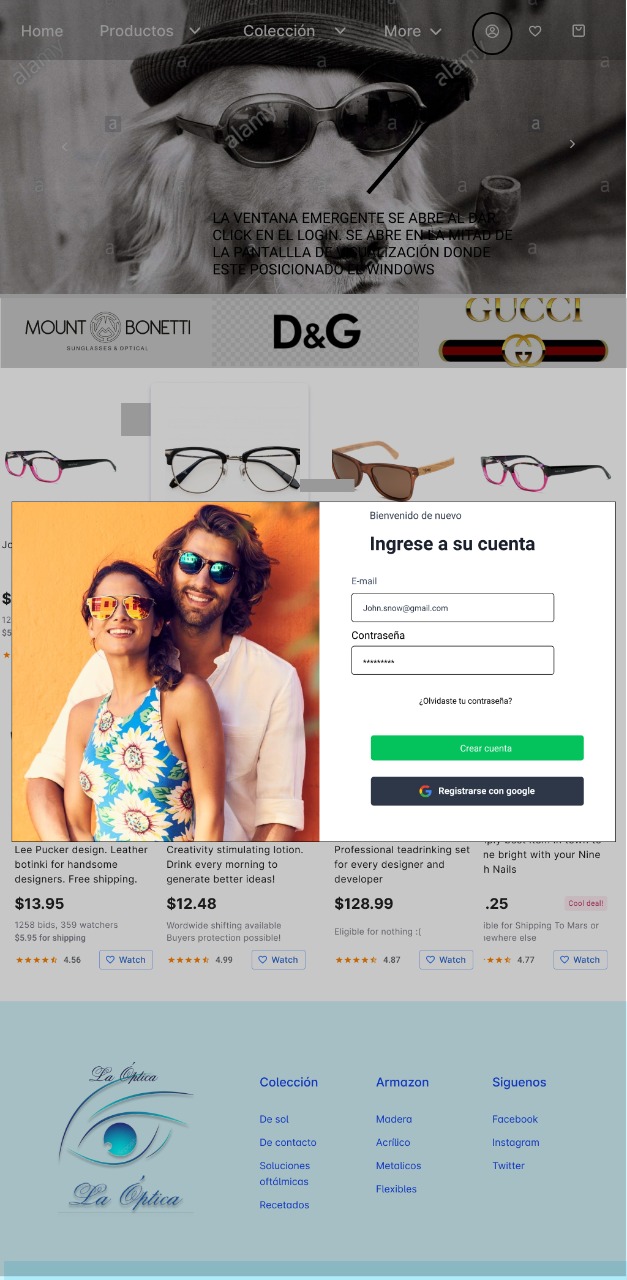 Home Productos Colección More
alamy
alamy
alamy
a
a
a
a
a
a
a
a
a
a
a
a
LA VENTANA EMERGENTE SE ABRE AL DAR
CLICK EN EL LOGIN. SE ABRE EN LA MITAD DE
LA PANTALLLA DE VISUALIZACIÓN DONDE
ESTE POSICIONADO EL WINDOWS
MOUNT BONETTI
SUNGLASSES & OPTICAL
D&G
GUCCI
Jo
$
12
$5
Bienvenido de nuevo
Ingrese a su cuenta
E-mail
John.snow@gmail.com
Contraseña
*********
¿Olvidaste tu contraseña?
Crear cuenta
Registrarse con google
Lee Pucker design. Leather
botinki for handsome
designers. Free shipping.
$13.95
1258 bids, 359 watchers
$5.95 for shipping
4.56 Watch
Creativity stimulating lotion.
Drink every morning to
generate better ideas!
$12.48
Wordwide shifting available
Buyers protection possible!
4.99 Watch
Professional teadrinking set
for every designer and
developer
$128.99
Eligible for nothing :(
4.87 Watch
ne bright with your Nine
h Nails
.25 Cool deal!
ible for Shipping To Mars or
ewhere else
4.77 Watch
La Óptica
La Óptica
Colección
De sol
De contacto
Soluciones
oftálmicas
Recetados
Armazon
Madera
Acrílico
Metalicos
Flexibles
Siguenos
Facebook
Instagram
Twitter